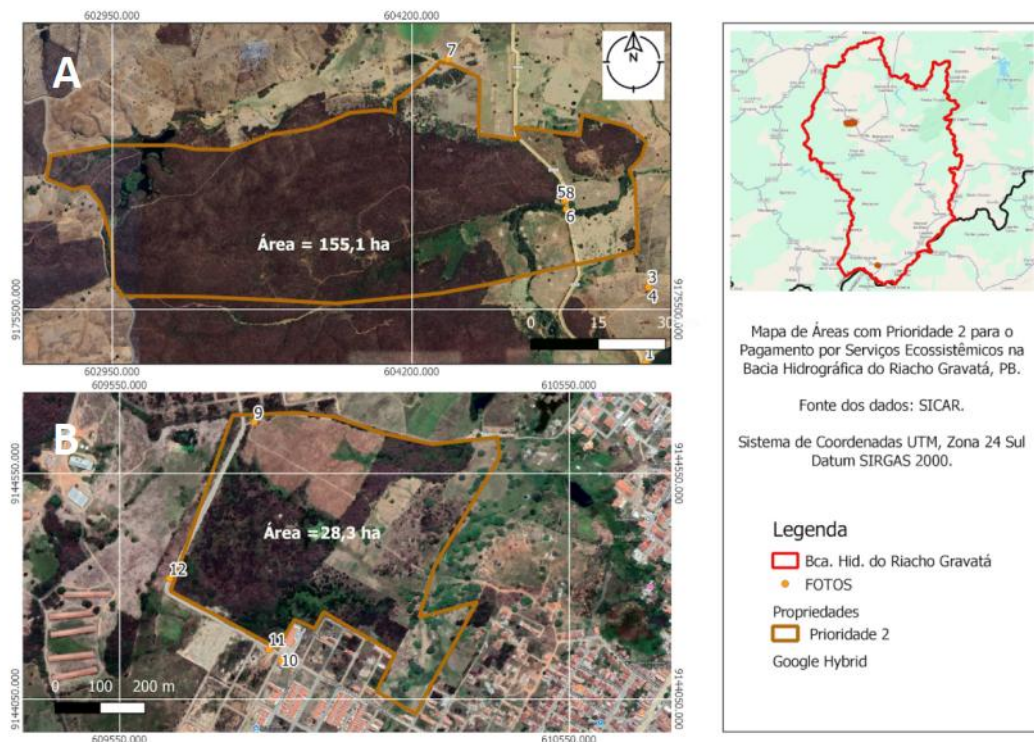 602950.000
604200.000
A
N
7
58
6
Área = 155,1 ha
3
4
0
15
30
1
9175500.000
9175500.000
602950.000
604200.000
609550.000
610550.000
B
9
9144550.000
9144550.000
Área =28,3 ha
12
11
10
0
100
200 m
9144050.000
9144050.000
609550.000
610550.000
Mapa de Áreas com Prioridade 2 para o
Pagamento por Serviços Ecossistêmicos na
Bacia Hidrográfica do Riacho Gravatá, PB.
Fonte dos dados: SICAR.
Sistema de Coordenadas UTM, Zona 24 Sul
Datum SIRGAS 2000.
Legenda
Bca. Hid. do Riacho Gravatá
FOTOS
Propriedades
Prioridade 2
Google Hybrid